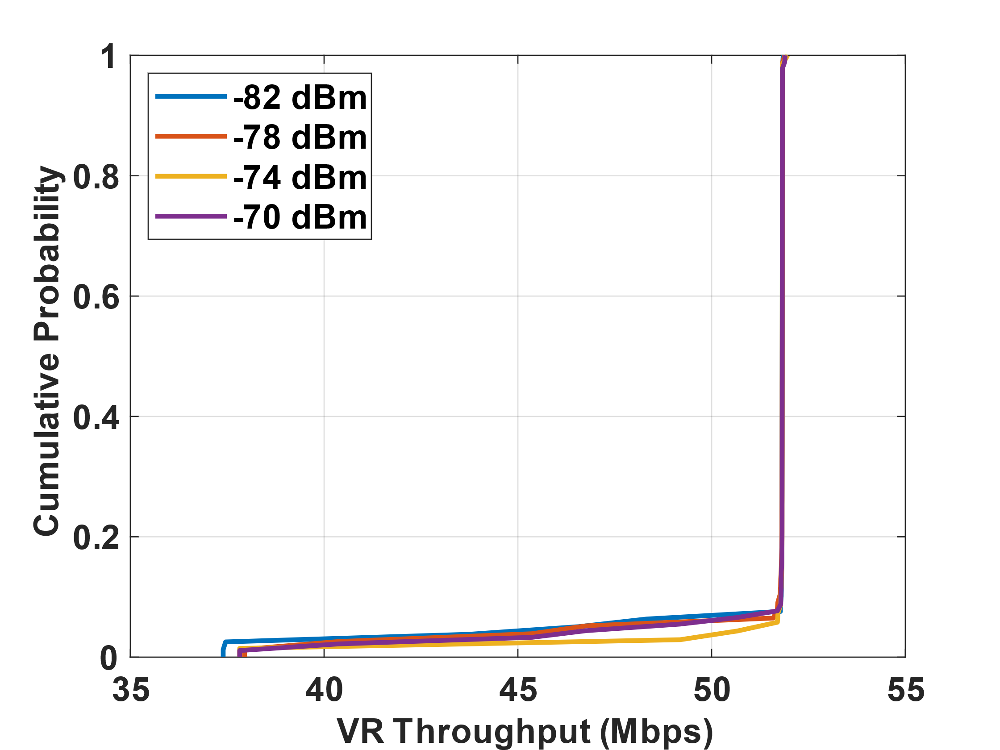 1
0.8
0.6
0.4
0.2
0
35 40 45 50 55
Cumulative Probability
VR Throughput (Mbps)
-82 dBm
-78 dBm
-74 dBm
-70 dBm